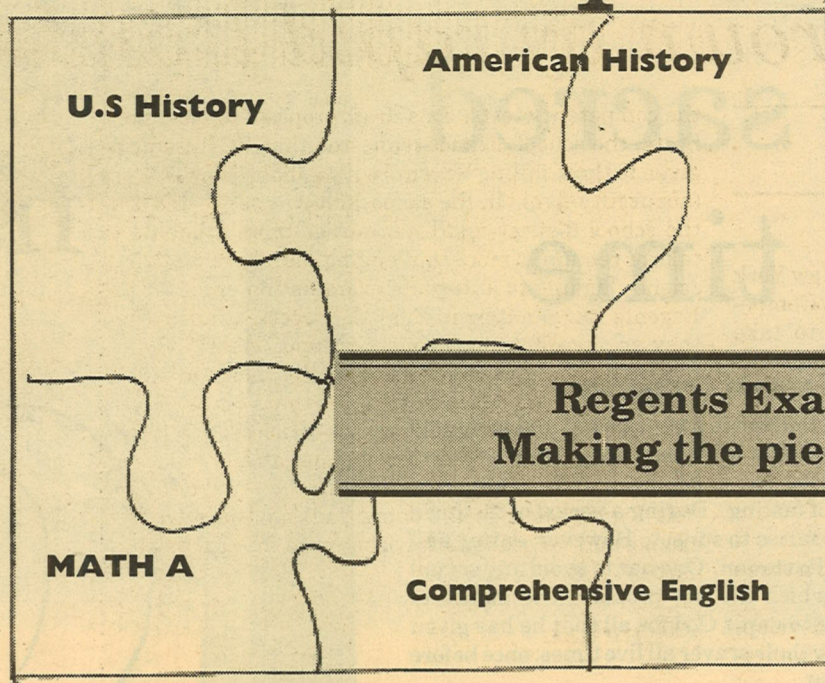 American History
U.S History
Regents Exa
Making the pie
MATH A
Comprehensive English